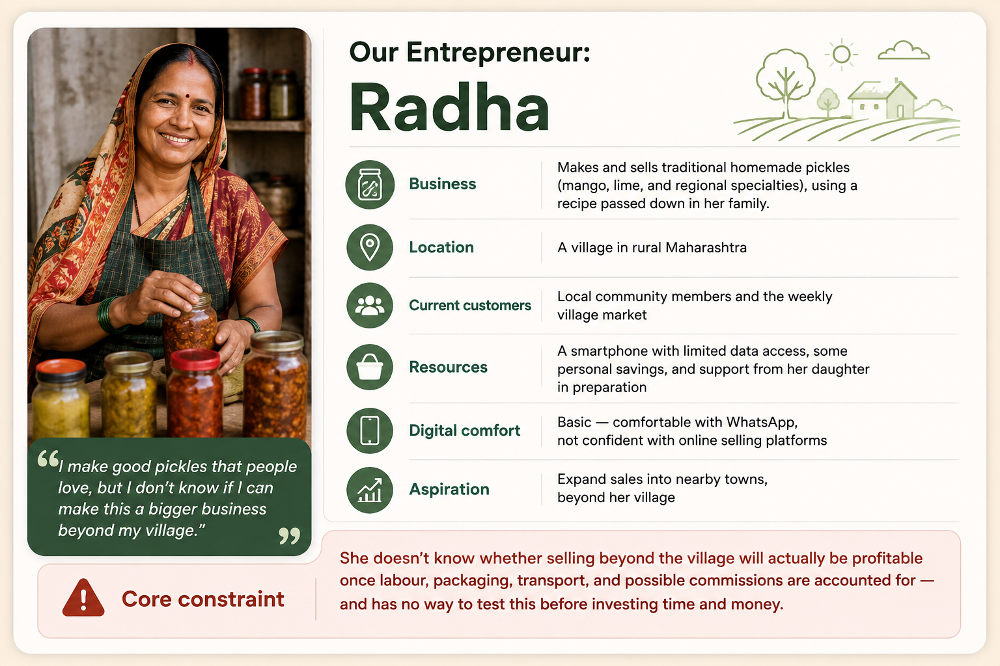 Our Entrepreneur:
Radha
Business
Makes and sells traditional homemade pickles
(mango, lime, and regional specialties), using a
recipe passed down in her family.
Location
A village in rural Maharashtra
Current customers
Local community members and the weekly
village market
Resources
A smartphone with limited data access, some
personal savings, and support from her daughter
in preparation
Digital comfort
Basic — comfortable with WhatsApp,
not confident with online selling platforms
Aspiration
Expand sales into nearby towns,
beyond her village
“I make good pickles that people
love, but I don’t know if I can
make this a bigger business
beyond my village.”
”
Core constraint
She doesn’t know whether selling beyond the village will actually be profitable
once labour, packaging, transport, and possible commissions are accounted for —
and has no way to test this before investing time and money.